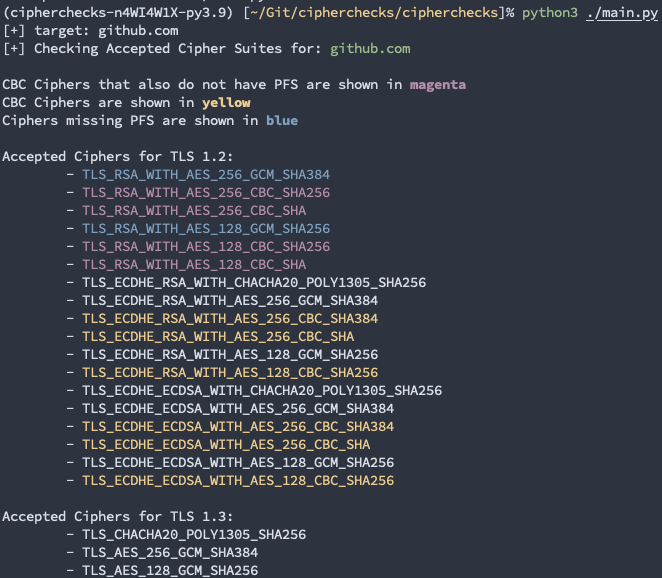 (cipherchecks-n4WI4W1X-py3.9) [~/Git/cipherchecks/cipherchecks]% python3 ./main.py
[+] target: github.com
[+] Checking Accepted Cipher Suites for: github.com
CBC Ciphers that also do not have PFS are shown in magenta
CBC Ciphers are shown in yellow
Ciphers missing PFS are shown in blue
Accepted Ciphers for TLS 1.2:
- TLS_RSA_WITH_AES_256_GCM_SHA384
- TLS_RSA_WITH_AES_256_CBC_SHA256
- TLS_RSA_WITH_AES_256_CBC_SHA
- TLS_RSA_WITH_AES_128_GCM_SHA256
- TLS_RSA_WITH_AES_128_CBC_SHA256
- TLS_RSA_WITH_AES_128_CBC_SHA
- TLS_ECDHE_RSA_WITH_CHACHA20_POLY1305_SHA256
- TLS_ECDHE_RSA_WITH_AES_256_GCM_SHA384
- TLS_ECDHE_RSA_WITH_AES_256_CBC_SHA384
- TLS_ECDHE_RSA_WITH_AES_256_CBC_SHA
- TLS_ECDHE_RSA_WITH_AES_128_GCM_SHA256
- TLS_ECDHE_RSA_WITH_AES_128_CBC_SHA256
- TLS_ECDHE_ECDSA_WITH_CHACHA20_POLY1305_SHA256
- TLS_ECDHE_ECDSA_WITH_AES_256_GCM_SHA384
- TLS_ECDHE_ECDSA_WITH_AES_256_CBC_SHA384
- TLS_ECDHE_ECDSA_WITH_AES_256_CBC_SHA
- TLS_ECDHE_ECDSA_WITH_AES_128_GCM_SHA256
- TLS_ECDHE_ECDSA_WITH_AES_128_CBC_SHA256
Accepted Ciphers for TLS 1.3:
- TLS_CHACHA20_POLY1305_SHA256
- TLS_AES_256_GCM_SHA384
- TLS_AES_128_GCM_SHA256